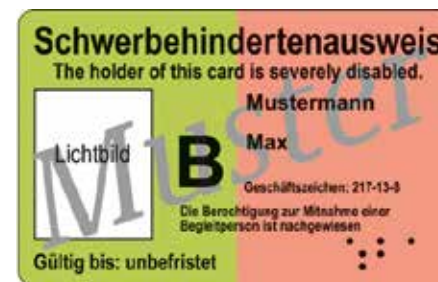 Schwerbehindertenausweis
The holder of this card is severely disabled.
Mustermann
Max
Lichtbild
B
Geschäftszeichen: 217-13-8
Die Berechtigung zur Mitnahme einer
Begleitperson ist nachgewiesen
Gültig bis: unbefristet
Muster